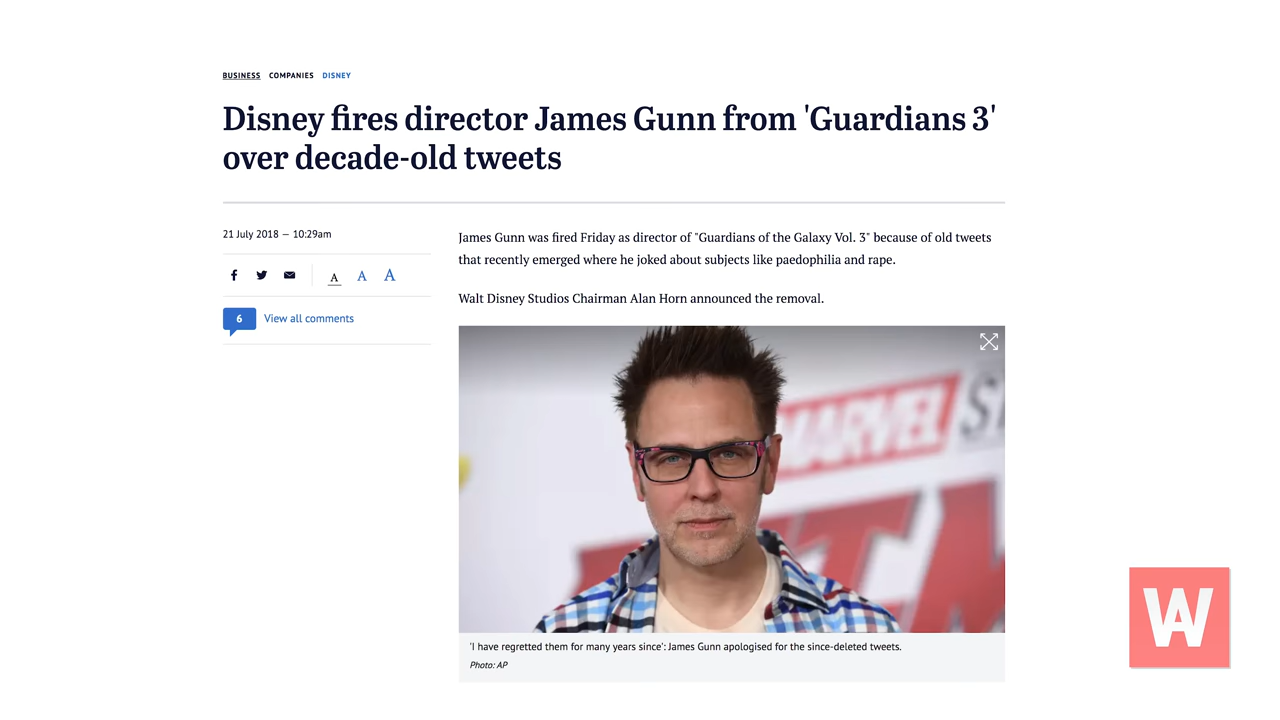 BUSINESS COMPANIES DISNEY
Disney fires director James Gunn from 'Guardians 3'
over decade-old tweets
21 July 2018 — 10:29am
A A A
6 View all comments
James Gunn was fired Friday as director of "Guardians of the Galaxy Vol. 3" because of old tweets
that recently emerged where he joked about subjects like paedophilia and rape.
Walt Disney Studios Chairman Alan Horn announced the removal.
MARVEL ST
'I have regretted them for many years since': James Gunn apologised for the since-deleted tweets.
Photo: AP
WA